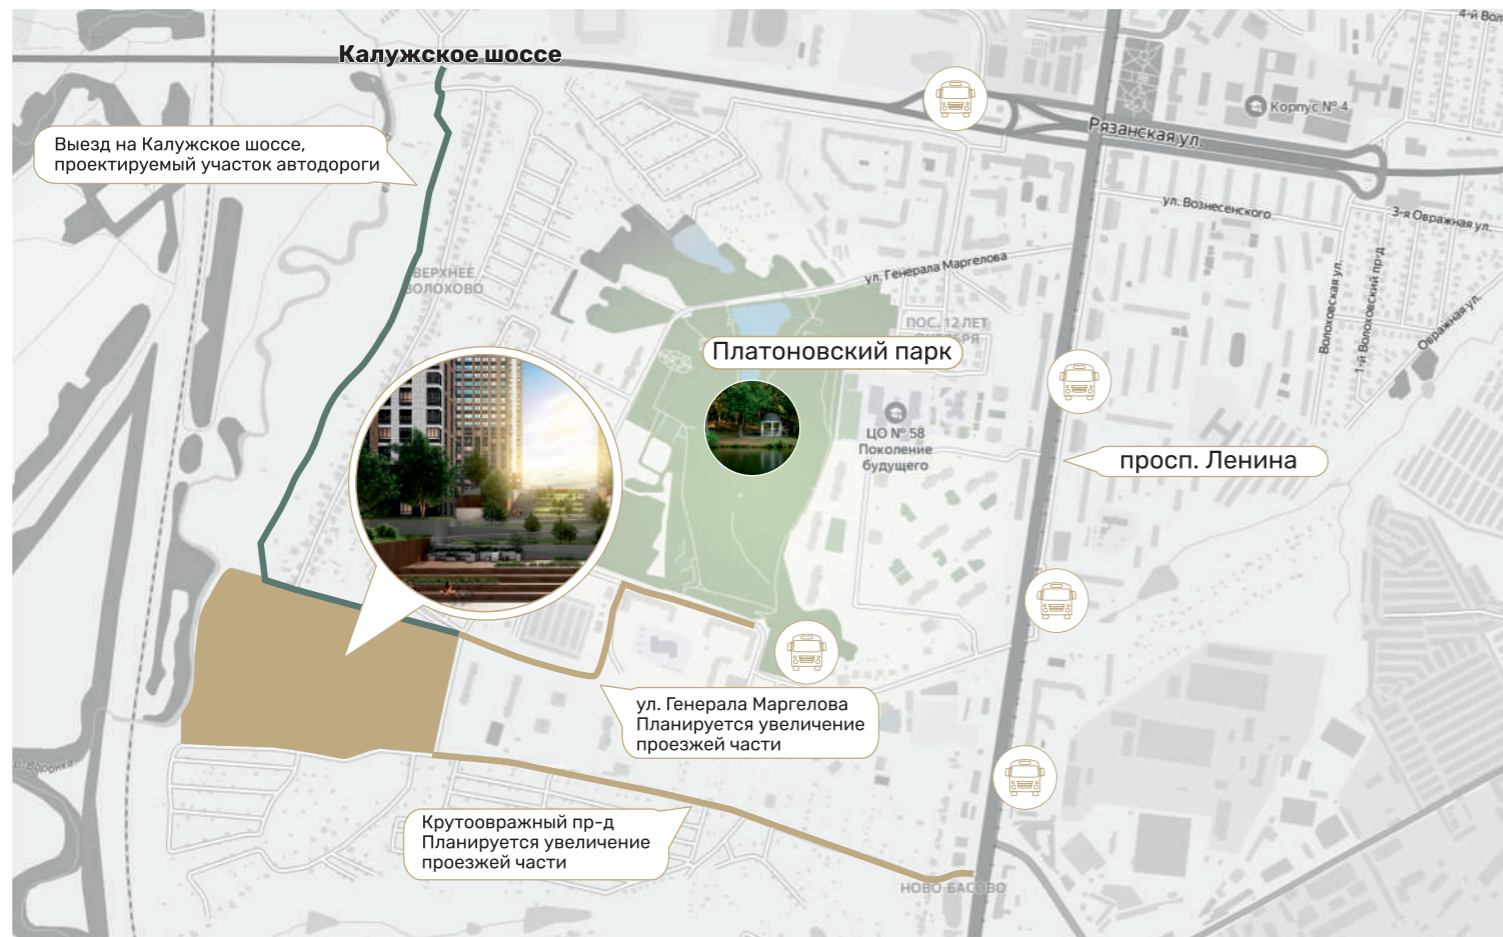 4-й Вол
Калужское шоссе
Корпус № 4
Рязанская ул.
Выезд на Калужское шоссе,
проектируемый участок автодороги
ул. Вознесенского
3-я Овражная ул.
ВЕРХНЕЕ
ВОЛОХОВО
ул. Генерала Маргелова
Волоховская ул.
1-й Волоховский пр-д
Овражная ул.
ПОС. 12 ЛЕТ
Платоновский парк
ЦО № 58
Поколение
будущего
просп. Ленина
ул. Генерала Маргелова
Планируется увеличение
проезжей части
р. Воронка
Крутоовражный пр-д
Планируется увеличение
проезжей части
НОВО-БАСОВО